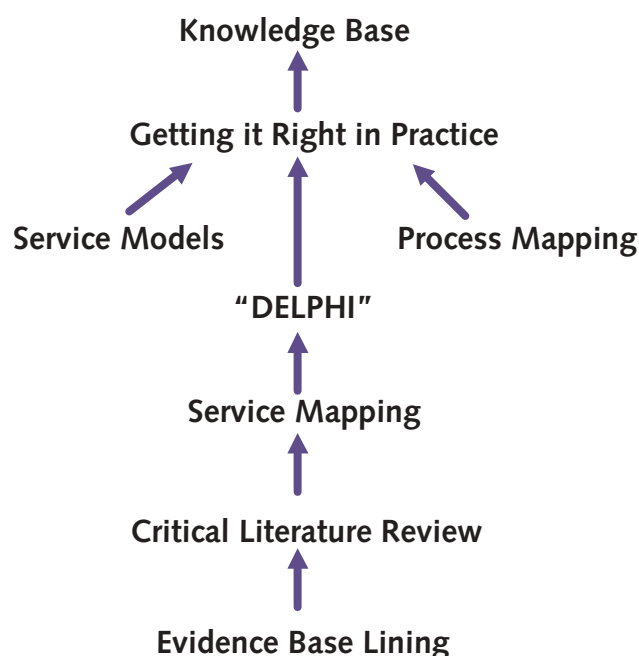 Knowledge Base
Getting it Right in Practice
Service Models
Process Mapping
“DELPHI”
Service Mapping
Critical Literature Review
Evidence Base Lining